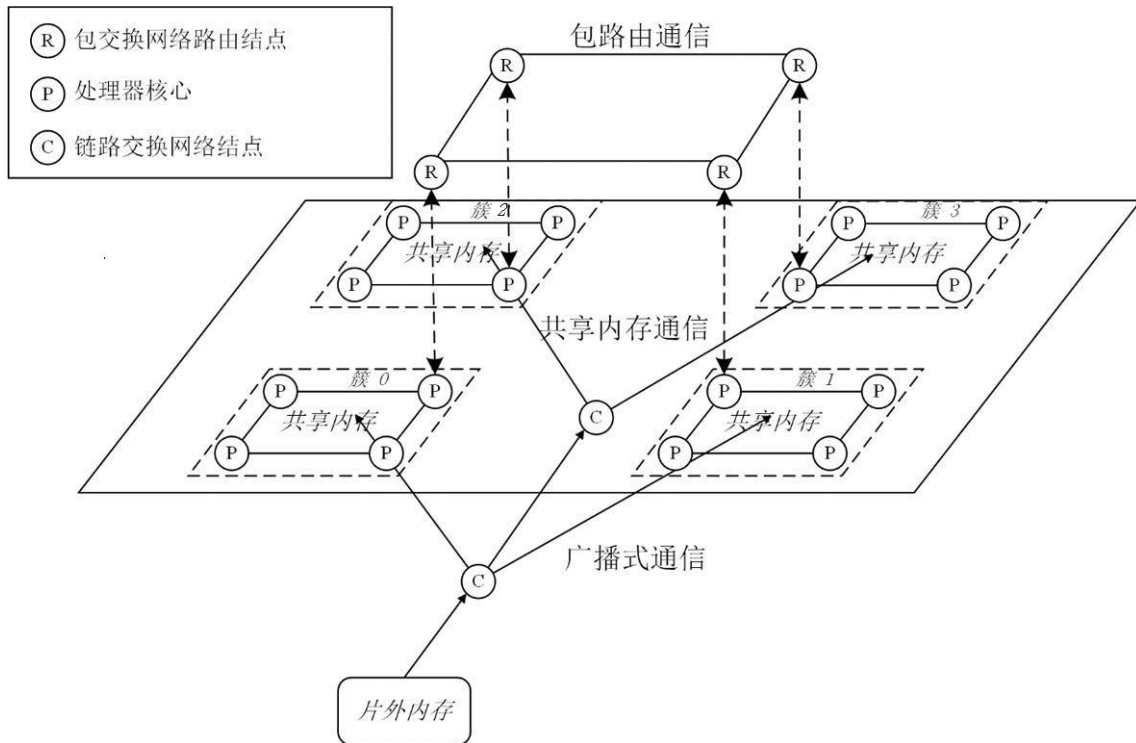 R 包交换网络路由结点
P 处理器核心
C 链路交换网络结点
包路由通信
R R
R R
簇 2 簇 3
P P P P
共享内存 共享内存
P P P P
共享内存通信
簇 0 簇 1
P P P P
共享内存 C 共享内存
P P P P
广播式通信
C
片外内存